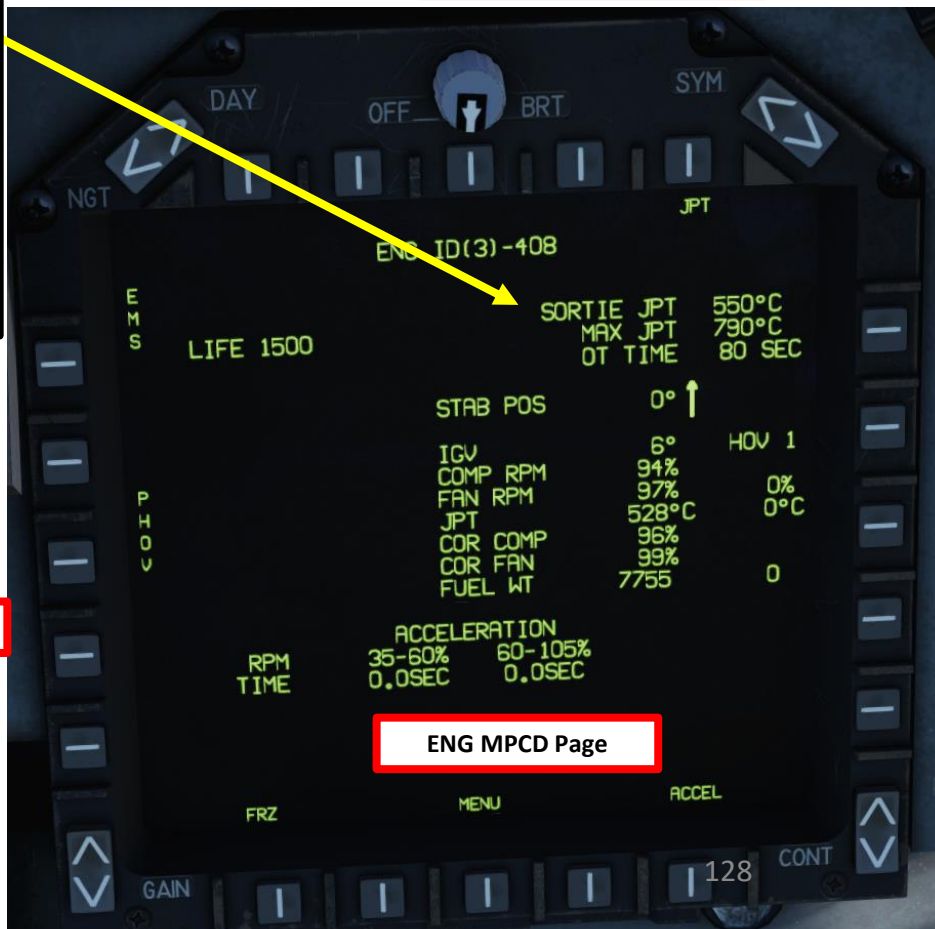 DAY OFF BRT SYM
NGT
JPT
ENG ID(3)-408
EMS
SORTIE JPT 550°C
MAX JPT 790°C
LIFE 1500
OT TIME 80 SEC
STAB POS 0°
IGV 6° HOV 1
COMP RPM 94%
FAN RPM 97% 0%
JPT 528°C 0°C
PHOV
COR COMP 96%
COR FAN 99%
FUEL WT 7755 0
ACCELERATION
RPM 35-60% 60-105%
TIME 0.0SEC 0.0SEC
ENG MPCD Page
FRZ MENU ACCEL
GAIN 128 CONT